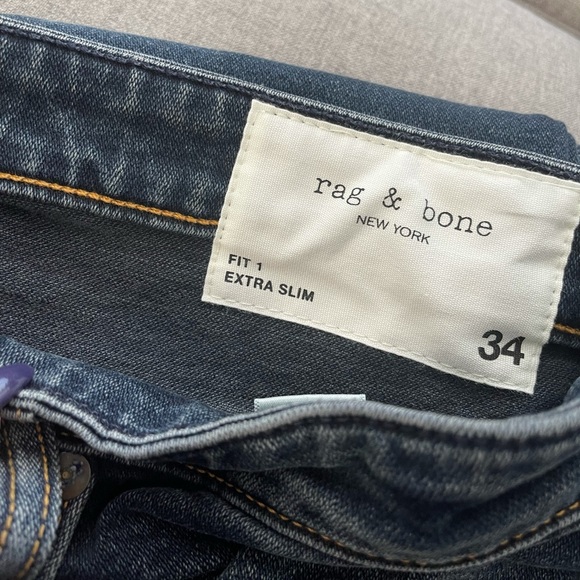 rag & bone
NEW YORK
FIT 1
EXTRA SLIM
34